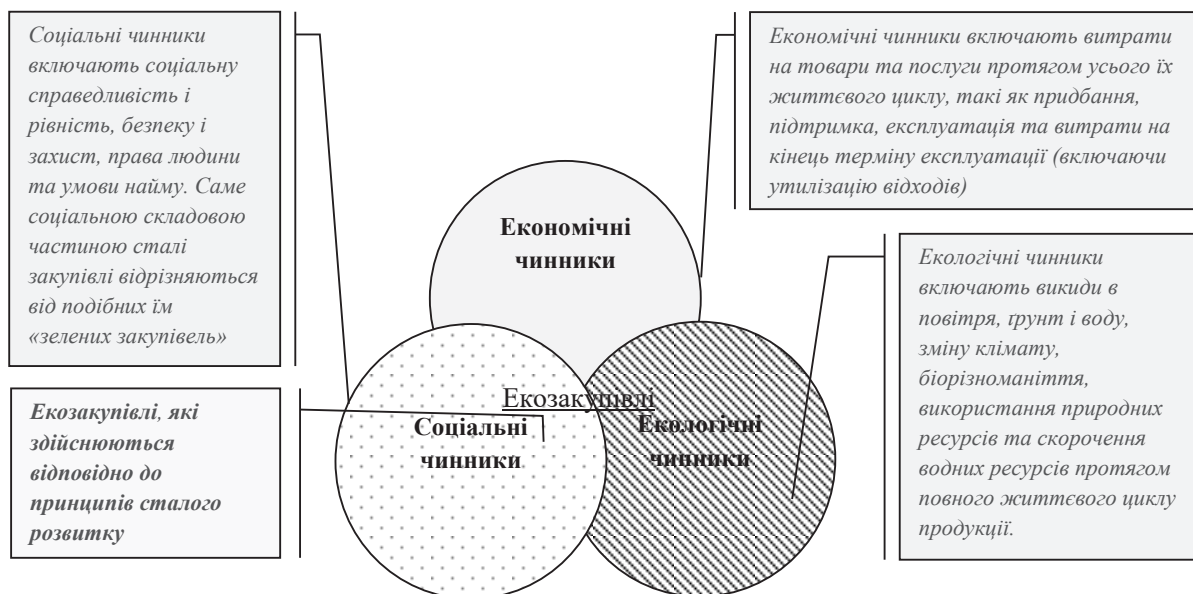 Соціальні чинники
включають соціальну
справедливість і
рівність, безпеку і
захист, права людини
та умови найму. Саме
соціальною складовою
частиною сталі
закупівлі відрізняються
від подібних їм
«зелених закупівель»
Економічні чинники включають витрати
на товари та послуги протягом усього їх
життєвого циклу, такі як придбання,
підтримка, експлуатація та витрати на
кінець терміну експлуатації (включаючи
утилізацію відходів)
Економічні
чинники
Екологічні чинники
включають викиди в
повітря, ґрунт і воду,
зміну клімату,
біорізноманіття,
використання природних
ресурсів та скорочення
водних ресурсів протягом
повного життєвого циклу
продукції.
Екозакупівлі, які
здійснюються
відповідно до
принципів сталого
розвитку
Екозакупівлі
Соціальні
чинники
Екологічні
чинники